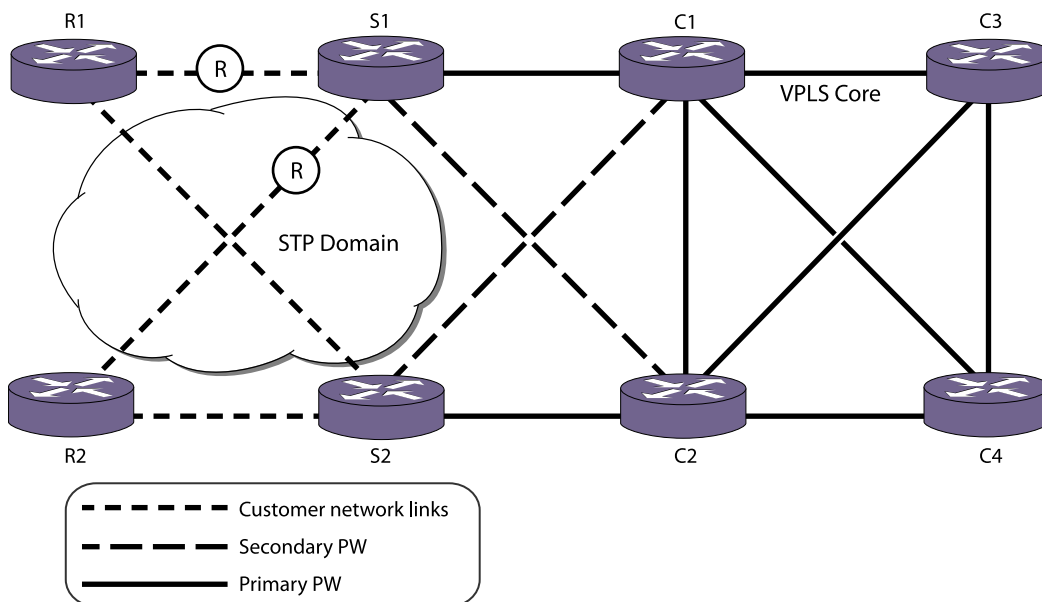 R1
S1
C1
C3
R
VPLS Core
R
STP Domain
R2
S2
C2
C4
Customer network links
Secondary PW
Primary PW